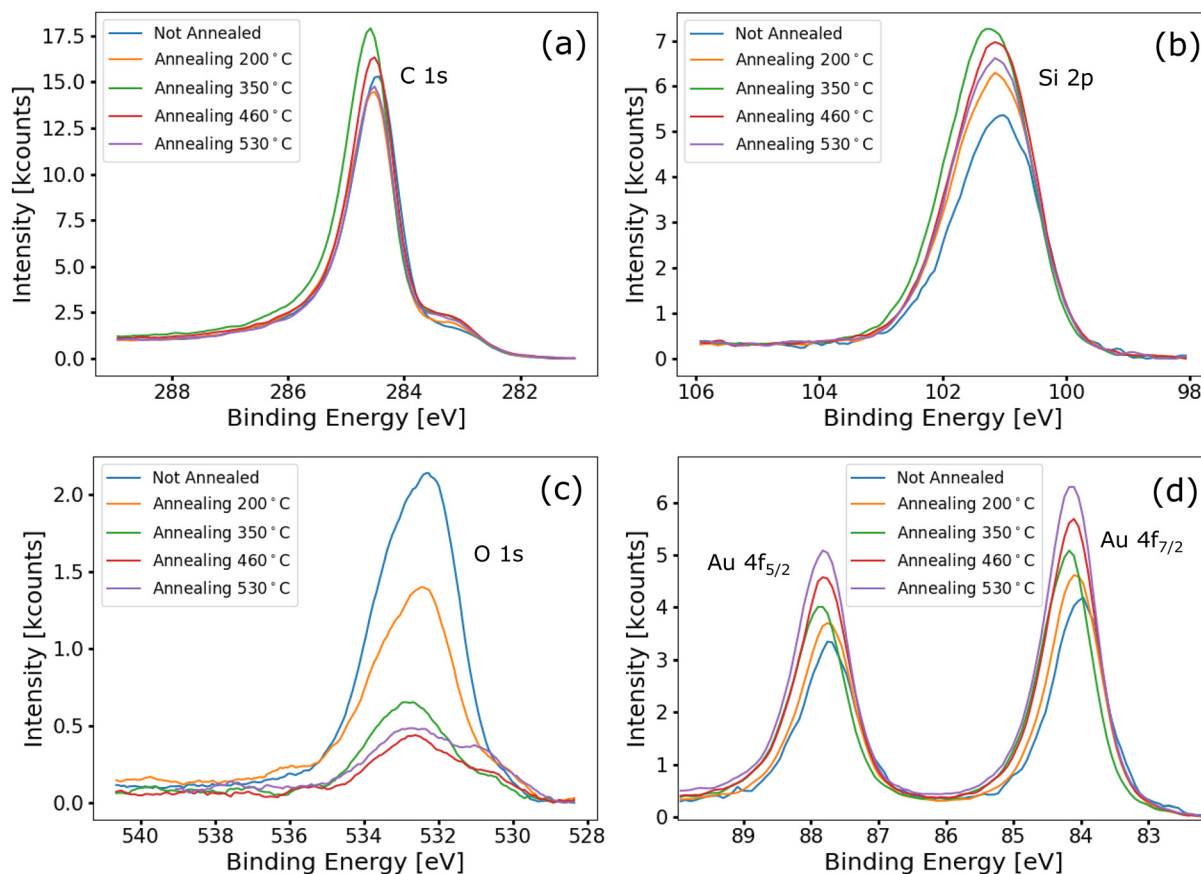 (a)
C 1s
Not Annealed
Annealing 200°C
Annealing 350°C
Annealing 460°C
Annealing 530°C
Intensity [kcounts]
17.5
15.0
12.5
10.0
7.5
5.0
2.5
0.0
288
286
284
282
Binding Energy [eV]
(b)
Si 2p
Not Annealed
Annealing 200°C
Annealing 350°C
Annealing 460°C
Annealing 530°C
Intensity [kcounts]
7
6
5
4
3
2
1
0
106
104
102
100
98
Binding Energy [eV]
(c)
O 1s
Not Annealed
Annealing 200°C
Annealing 350°C
Annealing 460°C
Annealing 530°C
Intensity [kcounts]
2.0
1.5
1.0
0.5
0.0
540
538
536
534
532
530
528
Binding Energy [eV]
(d)
Au 4f5/2
Au 4f7/2
Not Annealed
Annealing 200°C
Annealing 350°C
Annealing 460°C
Annealing 530°C
Intensity [kcounts]
6
5
4
3
2
1
0
89
88
87
86
85
84
83
Binding Energy [eV]